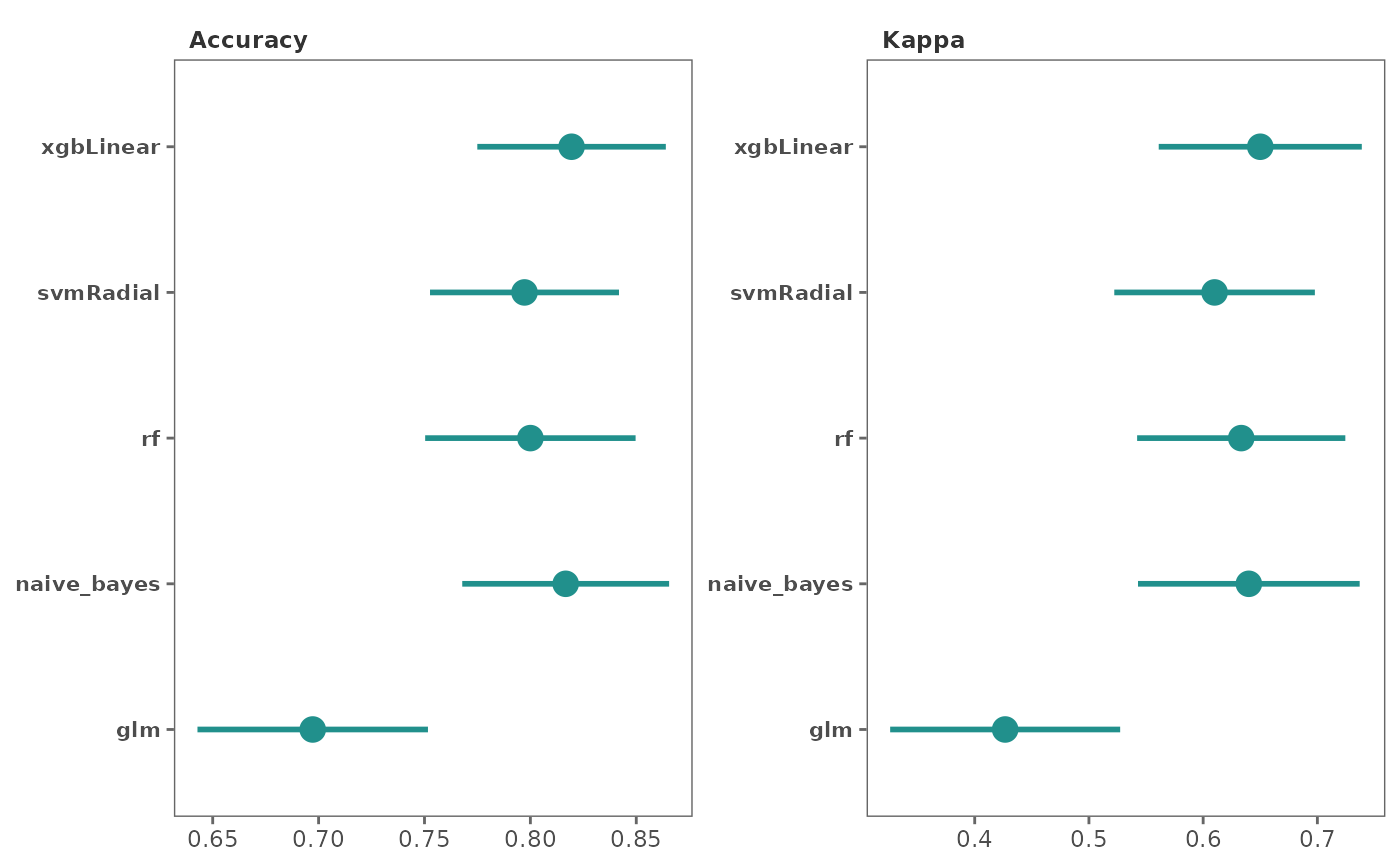 Accuracy
xgbLinear
svmRadial
rf
naive_bayes
glm
0.65 0.70 0.75 0.80 0.85
Kappa
xgbLinear
svmRadial
rf
naive_bayes
glm
0.4 0.5 0.6 0.7